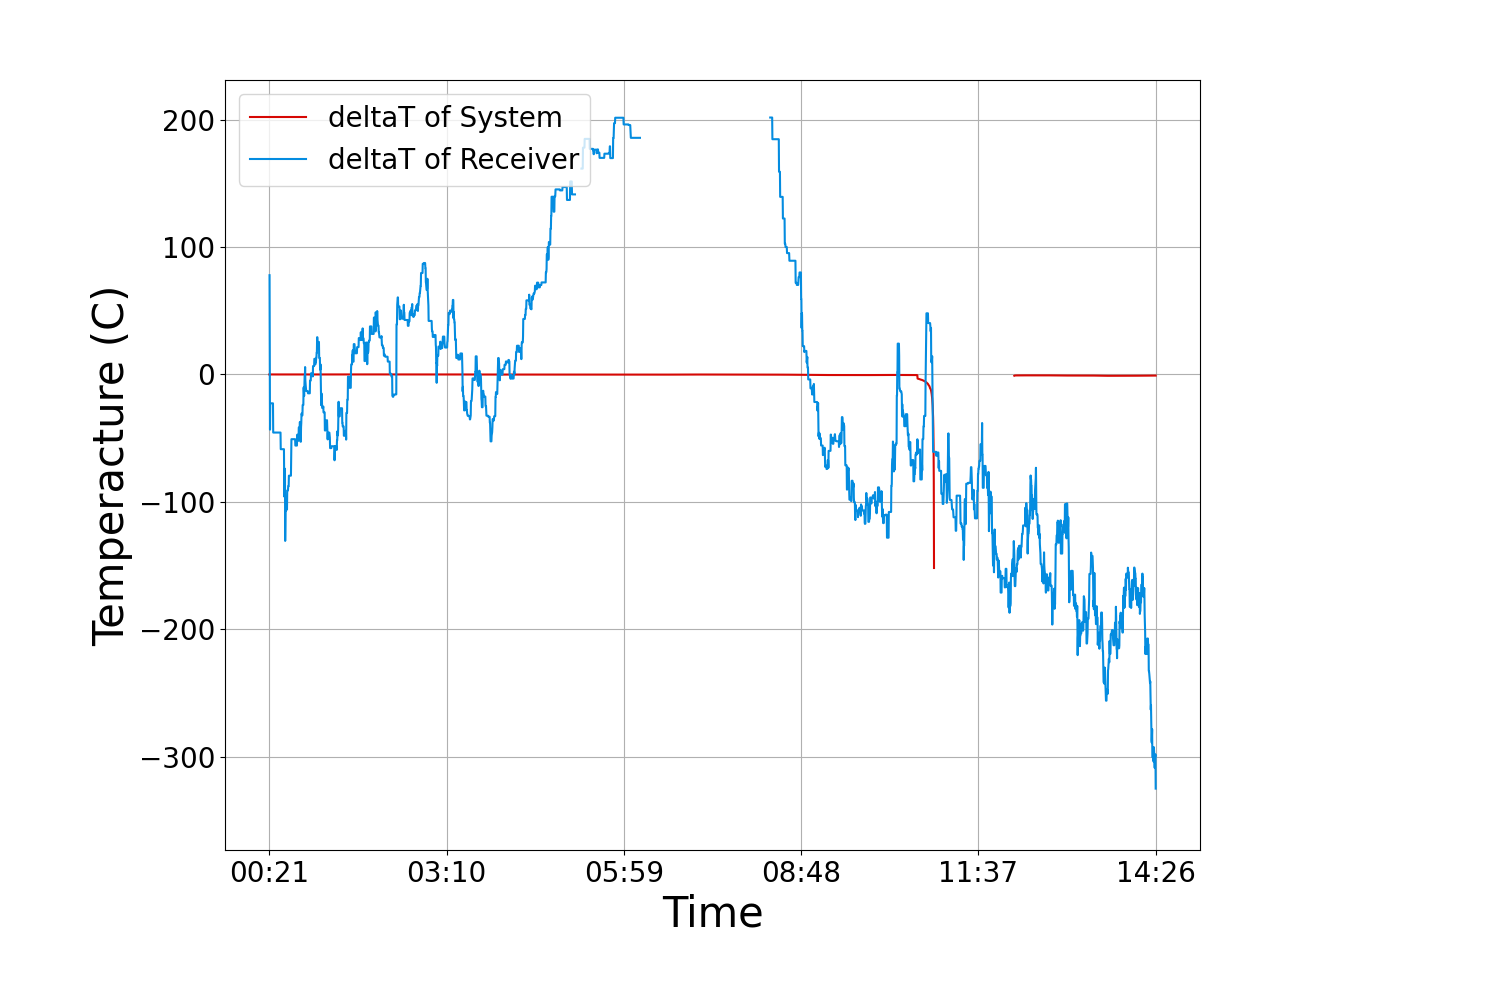 deltaT of System
deltaT of Receiver
200
100
0
−100
−200
−300
Temperacture (C)
00:21 03:10 05:59 08:48 11:37 14:26
Time